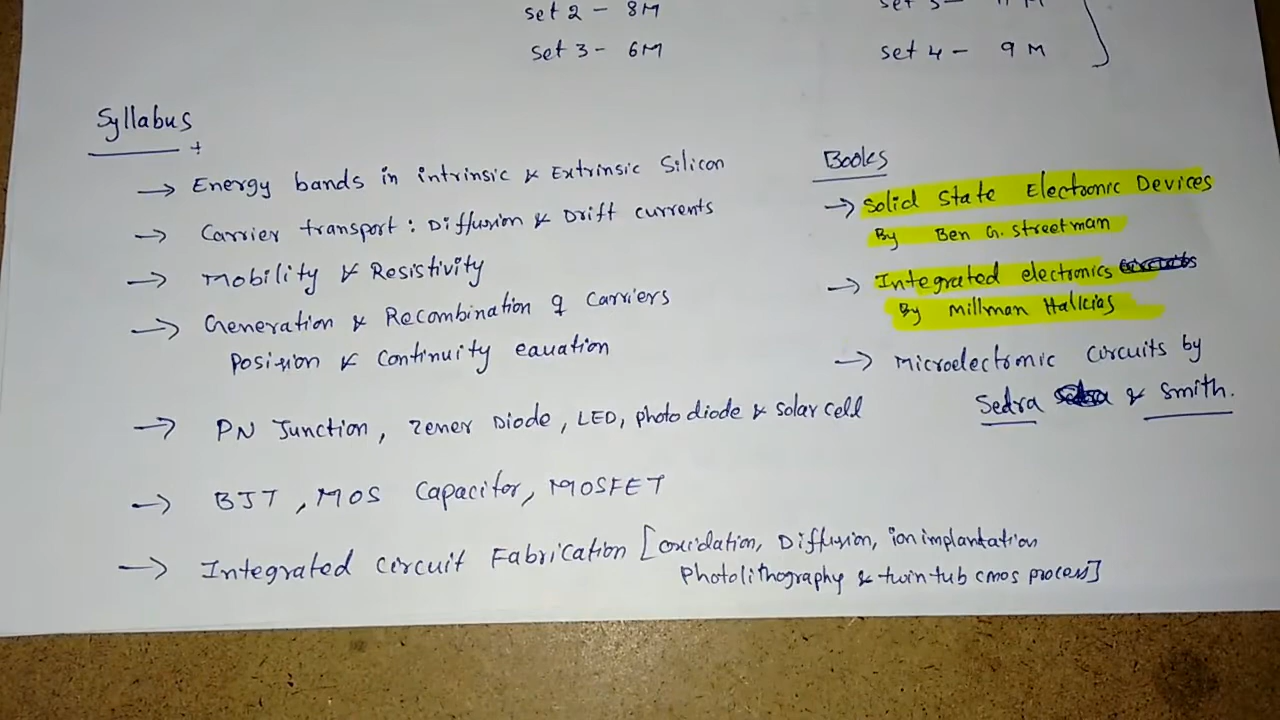 set 2 - 8M
set 3 - 6M
set 4 - 9 M
Syllabus
→ Energy bands in intrinsic & Extrinsic Silicon
→ Carrier transport : Diffusion & Drift currents
→ Mobility & Resistivity
→ Generation & Recombination of Carriers
Poission & Continuity eauation
→ PN Junction, Zener Diode, LED, photo diode & solar cell
→ BJT, MOS Capacitor, MOSFET
→ Integrated circuit Fabrication [oxidation, Diffusion, ion implantation
Photolithography & twin tub cmos process]
Books
→ Solid State Electronic Devices
By Ben G. Streetman
→ Integrated electronics
By Millman Halkias
→ Microelectronic Circuits by
Sedra & Smith.